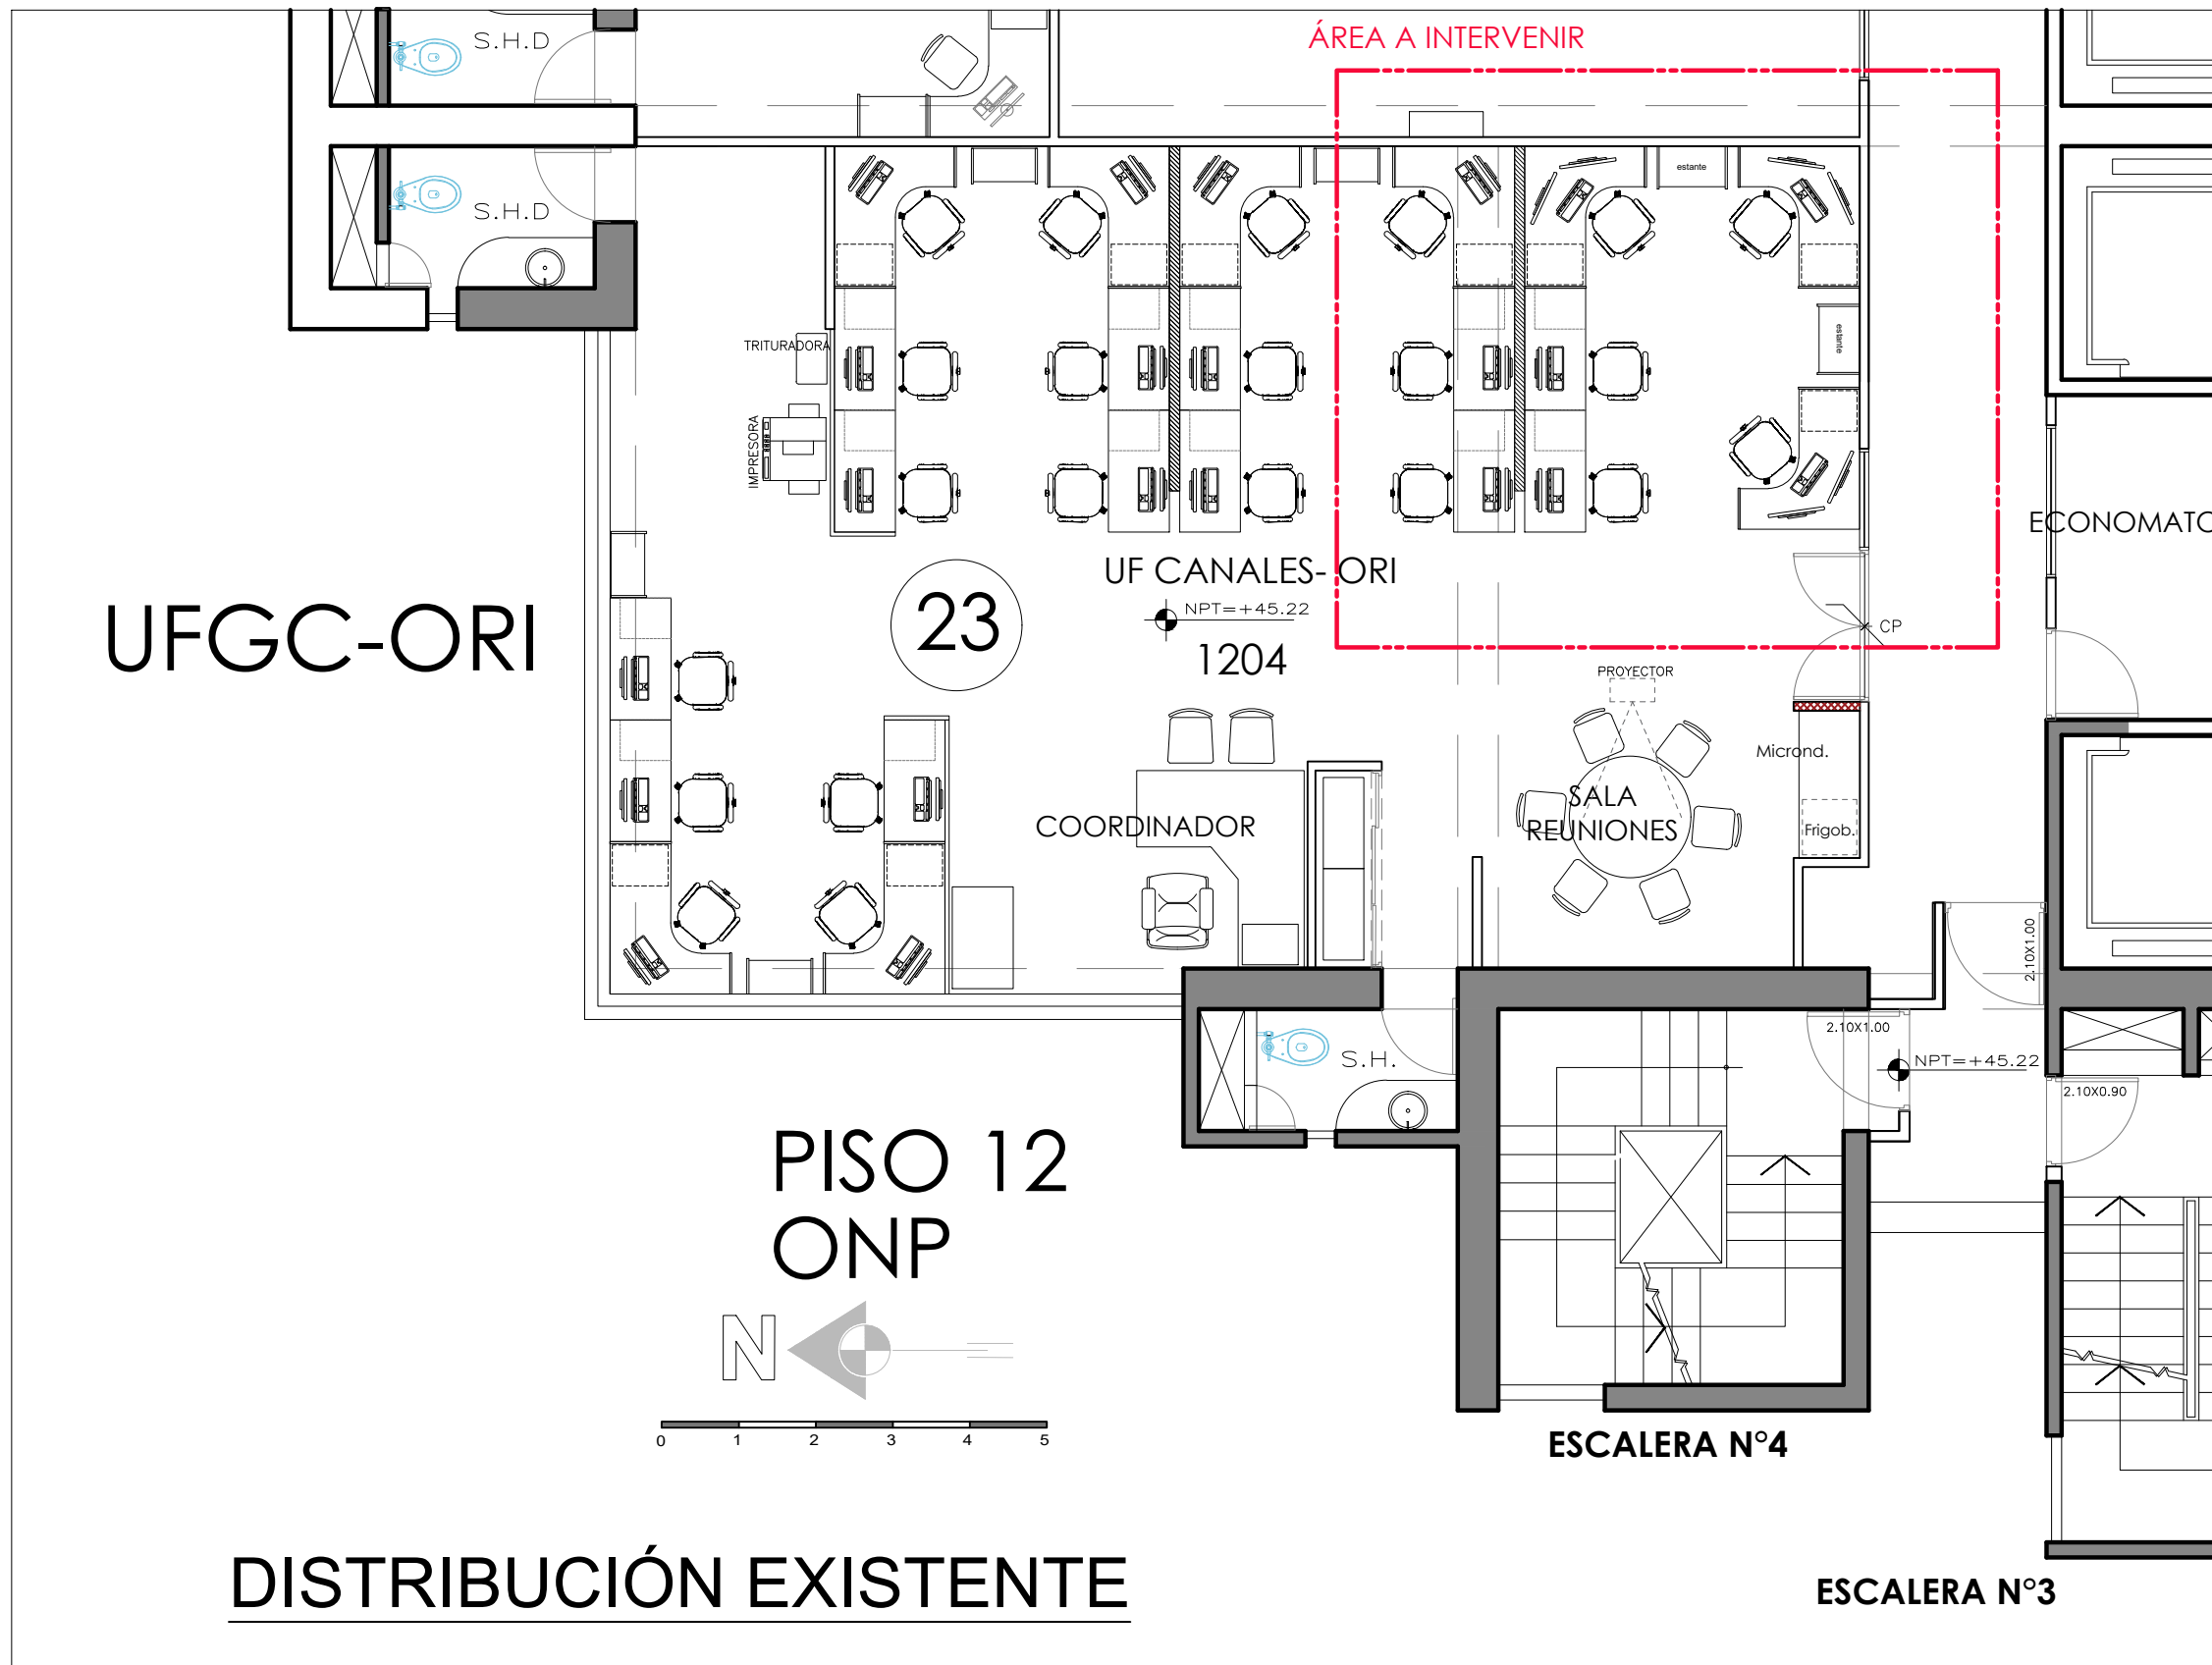 ÁREA A INTERVENIR
S.H.D
estante
S.H.D
estante
TRITURADORA
IMPRESORA
ECONOMATO
UF CANALES- ORI
23
NPT=+45.22
1204
UFGC-ORI
CP
PROYECTOR
Microond.
SALA
REUNIONES
Frigob.
COORDINADOR
2.10X1.00
2.10X1.00
S.H.
NPT=+45.22
2.10X0.90
PISO 12
ONP
N
0 1 2 3 4 5
ESCALERA N°4
DISTRIBUCIÓN EXISTENTE
ESCALERA N°3